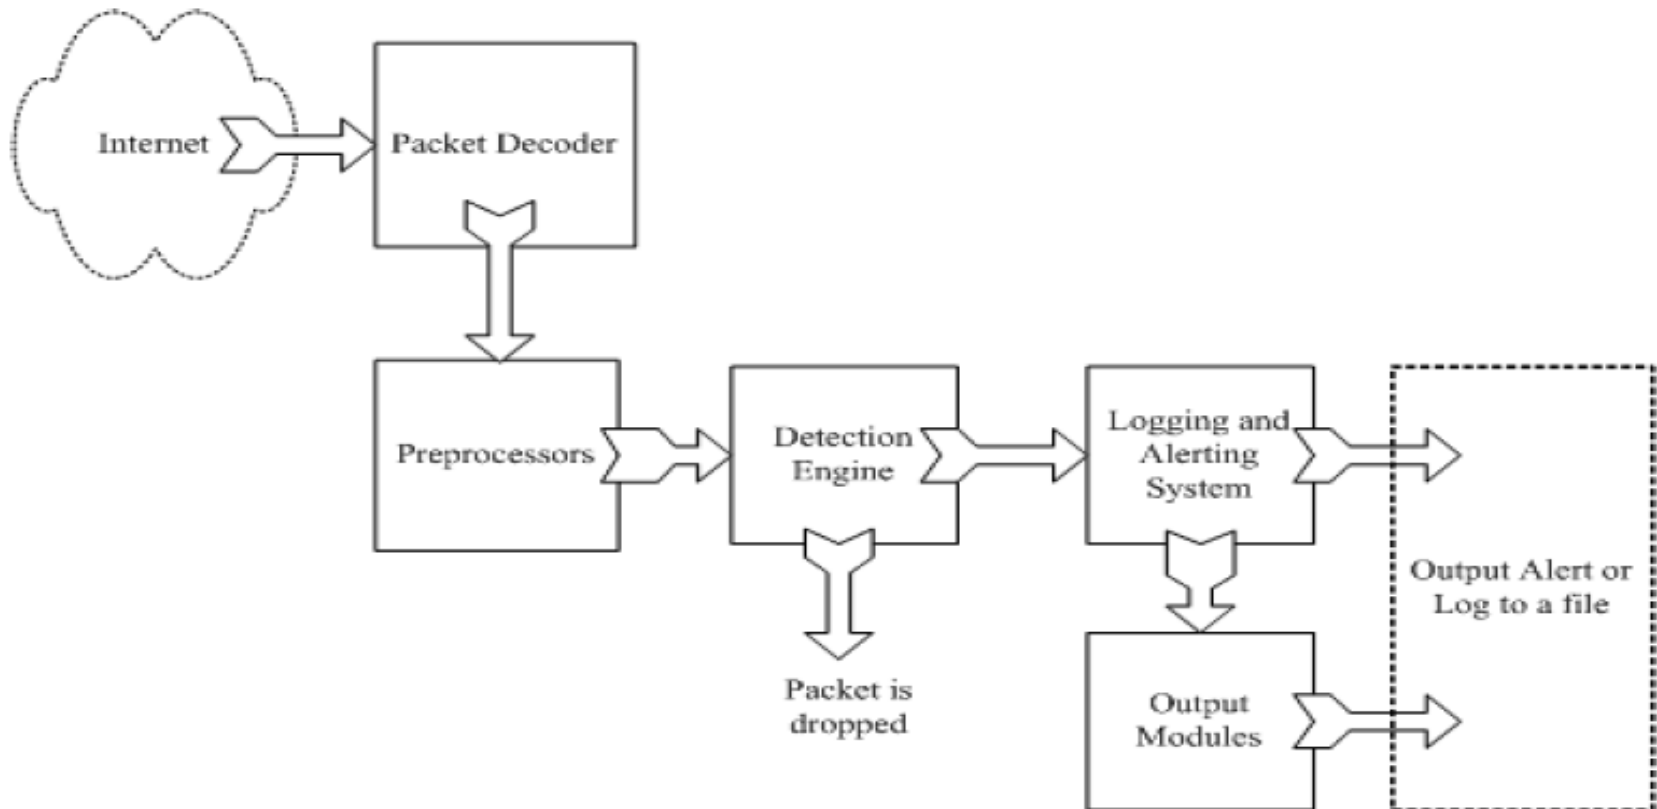 Internet
Packet Decoder
Preprocessors
Detection
Engine
Logging and
Alerting
System
Output Alert or
Log to a file
Packet is
dropped
Output
Modules